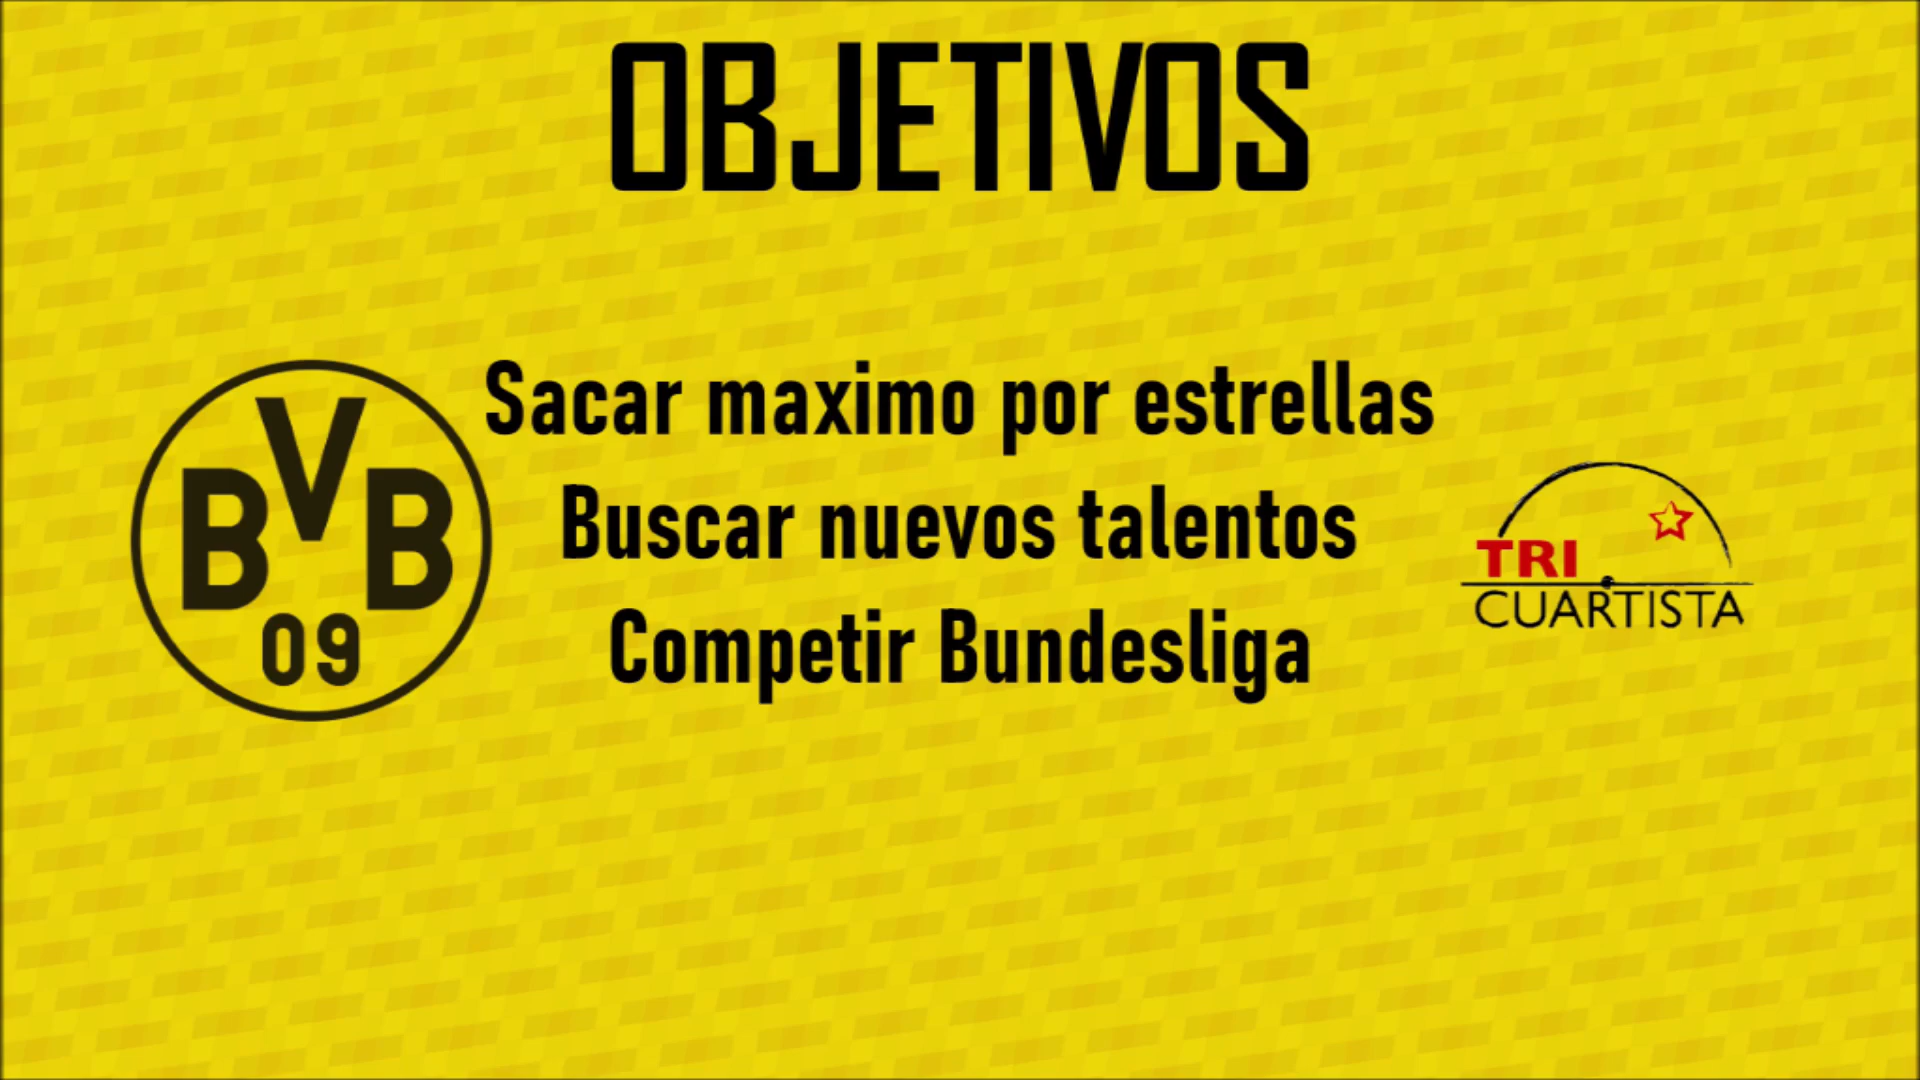 OBJETIVOS
Sacar maximo por estrellas
Buscar nuevos talentos
Competir Bundesliga
BVB
09
TRI
CUARTISTA